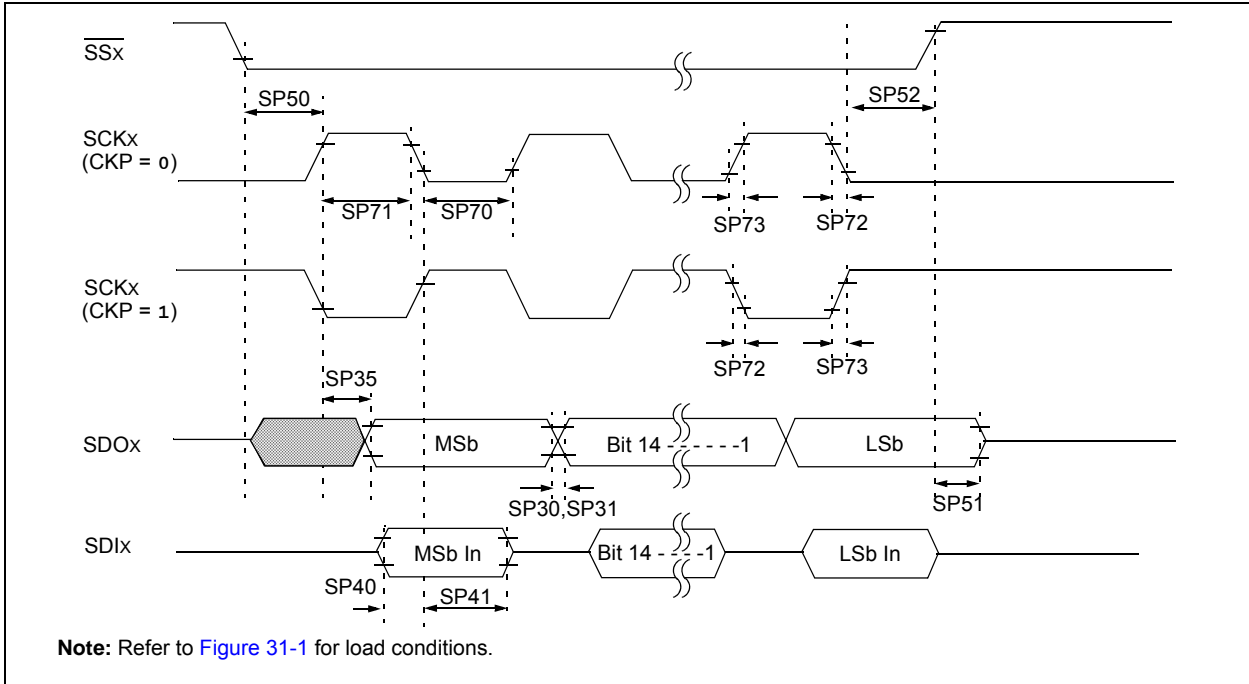 SSX
SP50
SP52
SCKX
(CKP = 0)
SP71
SP70
SP73
SP72
SCKX
(CKP = 1)
SP72
SP73
SP35
SDOX
MSb
Bit 14 - - - - - -1
LSb
SP30,SP31
SP51
SDIX
MSb In
Bit 14 - - - -1
LSb In
SP40
SP41
Note: Refer to Figure 31-1 for load conditions.